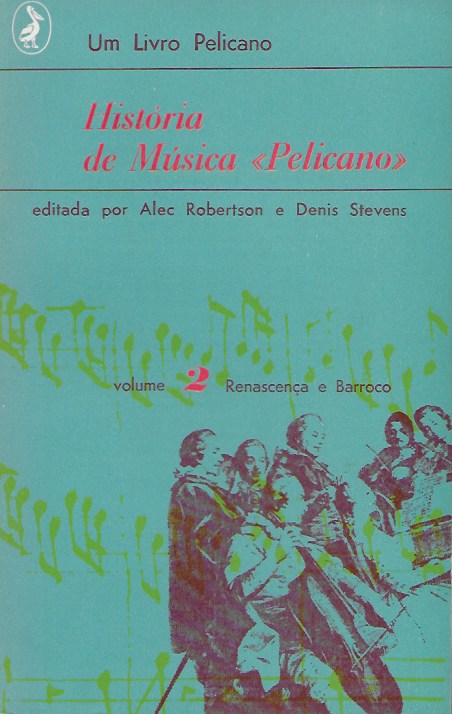 Um Livro Pelicano
História
de Música «Pelicano»
editada por Alec Robertson e Denis Stevens
volume 2 Renascença e Barroco